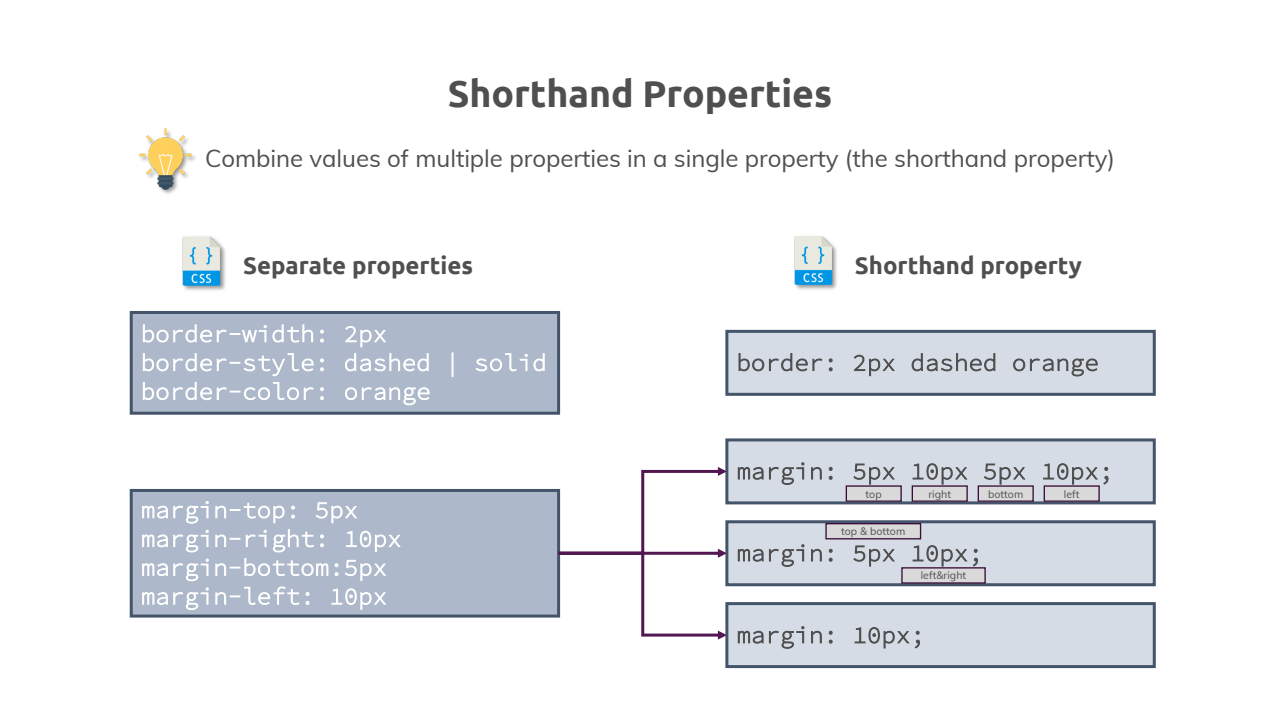 Shorthand Properties
Combine values of multiple properties in a single property (the shorthand property)
{ }
CSS
Separate properties
border-width: 2px
border-style: dashed | solid
border-color: orange
margin-top: 5px
margin-right: 10px
margin-bottom:5px
margin-left: 10px
{ }
CSS
Shorthand property
border: 2px dashed orange
margin: 5px 10px 5px 10px;
top right bottom left
top & bottom
margin: 5px 10px;
left&right
margin: 10px;